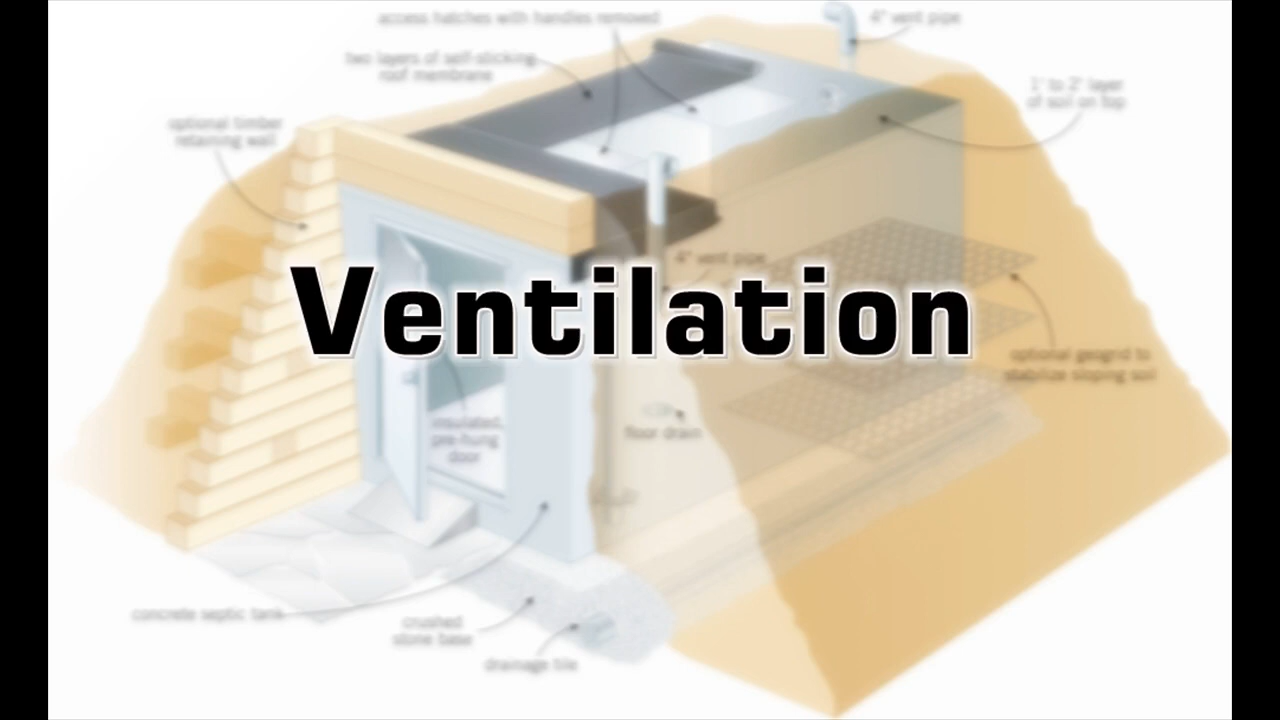 access hatches with handles removed
4" vent pipe
two layers of self-sticking
roof membrane
1' to 2' layer
of soil on top
optional timber
retaining wall
4" vent pipe
Ventilation
optional geogrid to
stabilize sloping soil
insulated,
pre-hung
door
floor drain
concrete septic tank
crushed
stone base
drainage tile